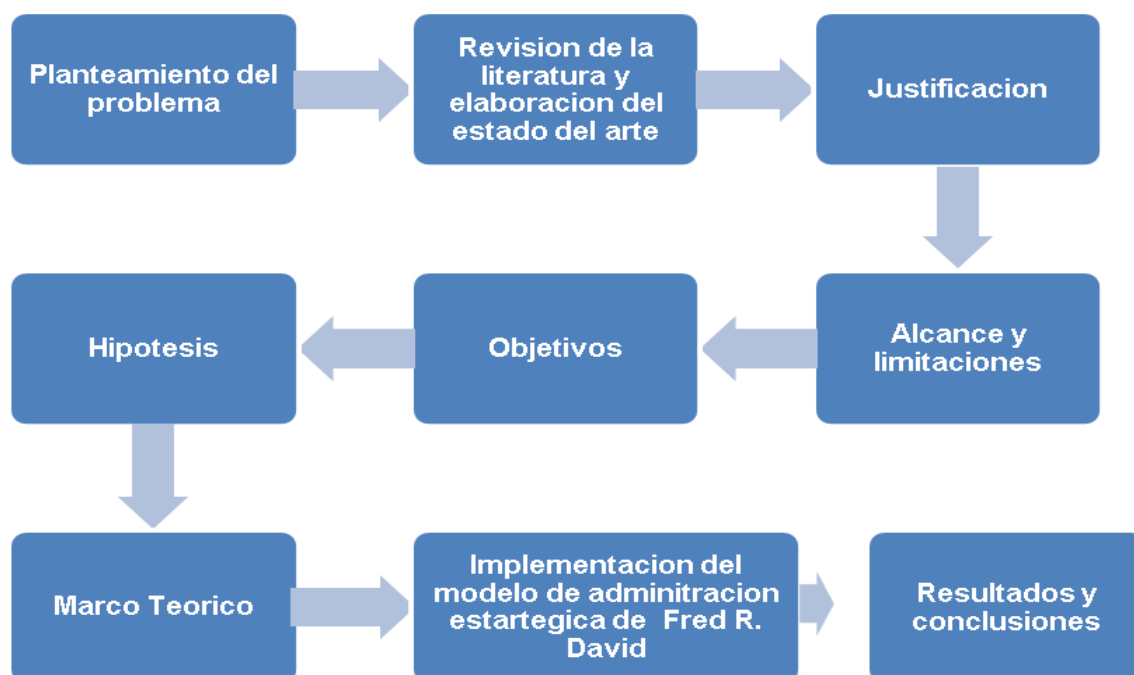 Planteamiento del
problema
Revision de la
literatura y
elaboracion del
estado del arte
Justificacion
Alcance y
limitaciones
Objetivos
Hipotesis
Marco Teorico
Implementacion del
modelo de adminitracion
estartegica de Fred R.
David
Resultados y
conclusiones